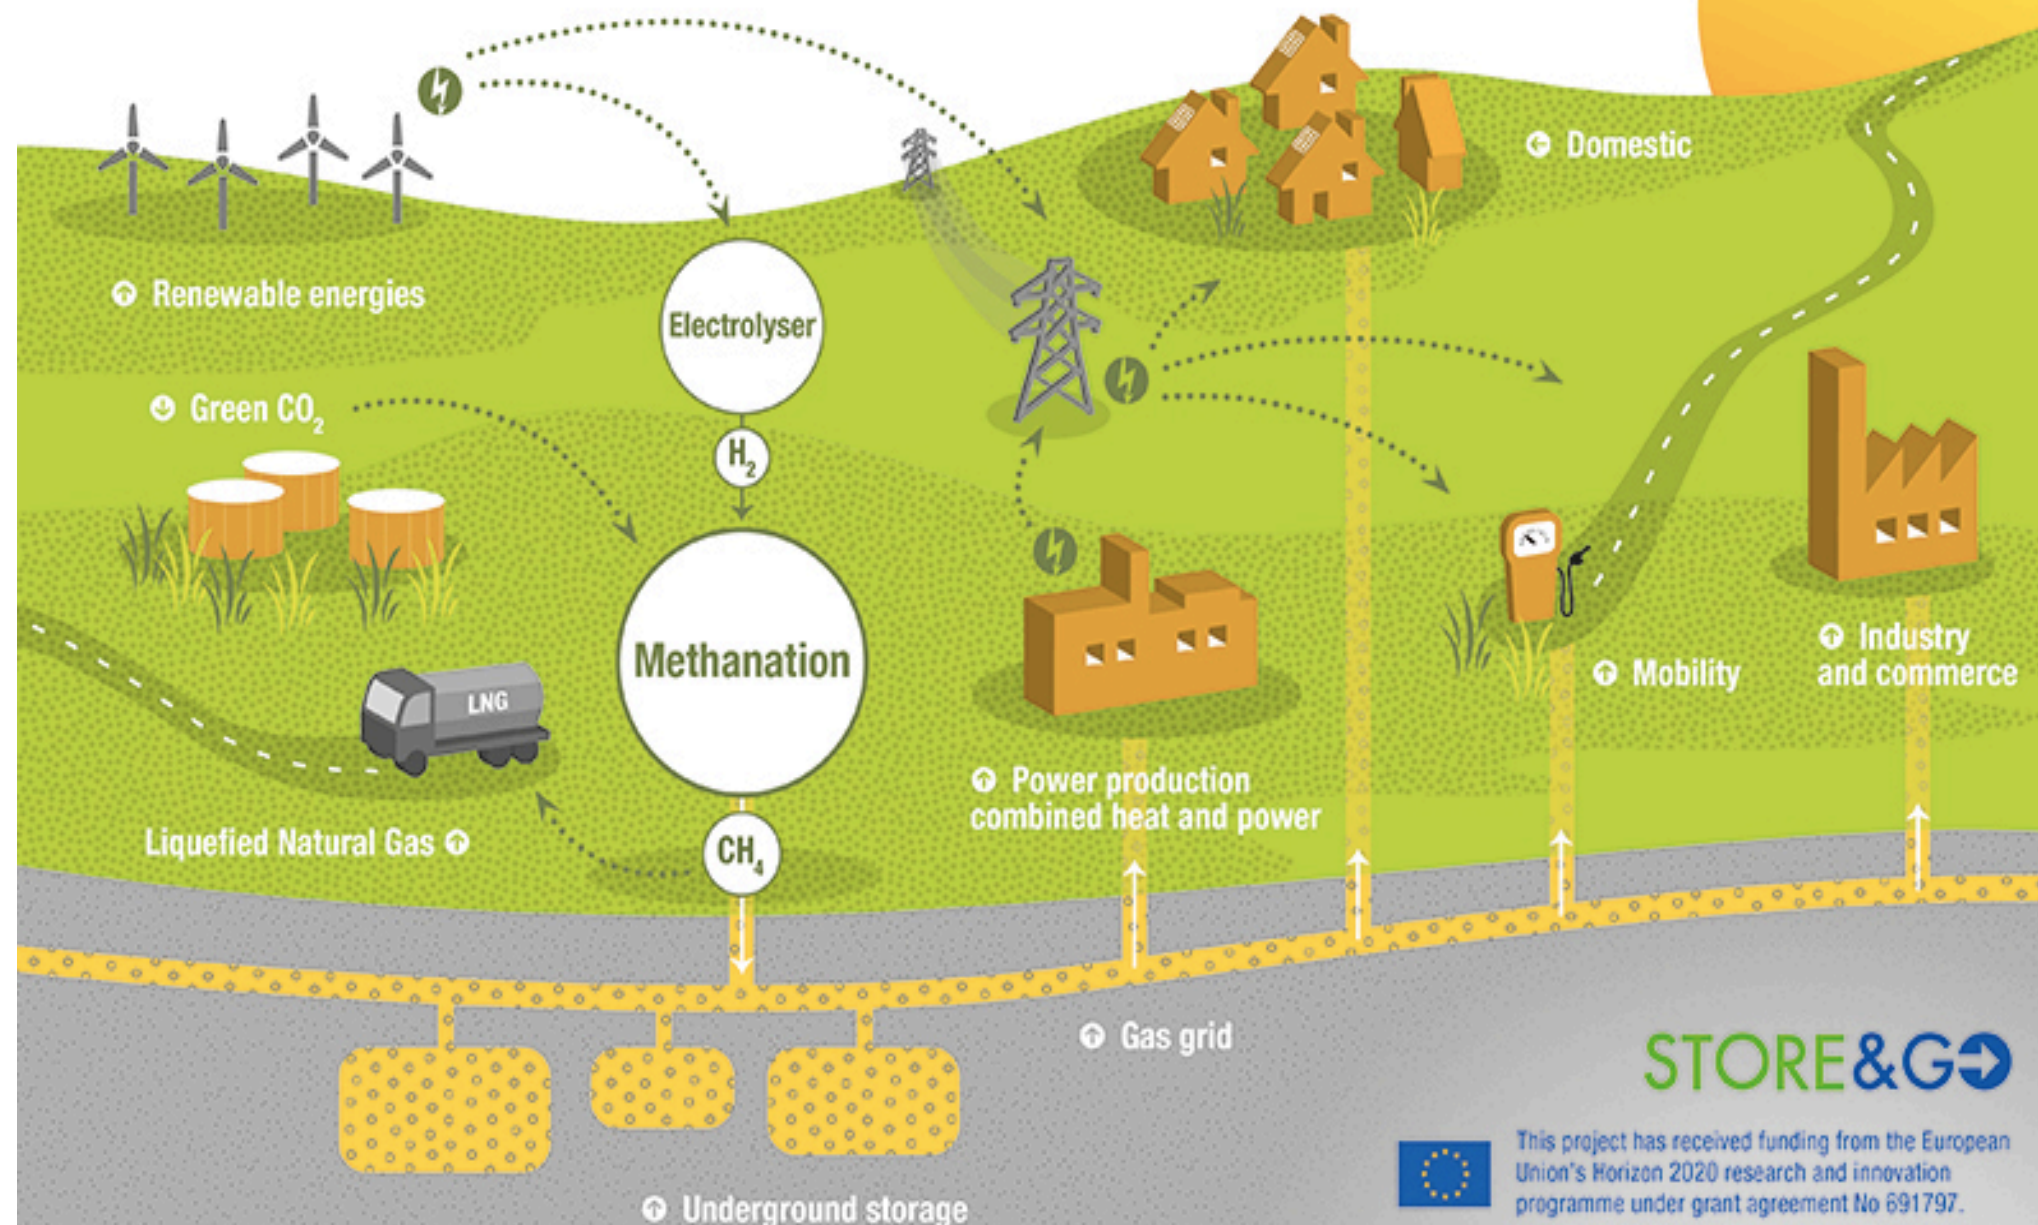 Domestic
Renewable energies
Electrolyser
Green CO₂
H₂
Methanation
LNG
Industry
and commerce
Mobility
Power production
combined heat and power
Liquefied Natural Gas
CH₄
Gas grid
STORE&GO
This project has received funding from the European
Union's Horizon 2020 research and innovation
programme under grant agreement No 691797.
Underground storage